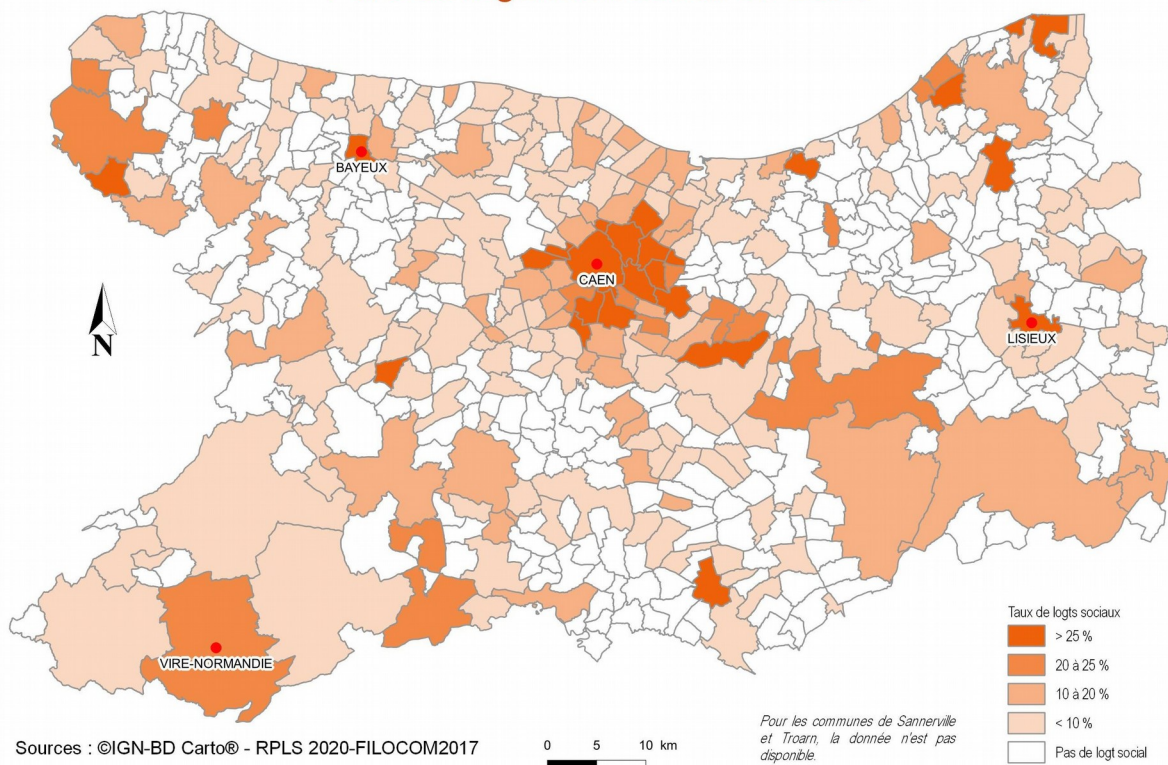 BAYEUX
CAEN
LISIEUX
N
VIRE-NORMANDIE
Taux de logts sociaux
> 25 %
20 à 25 %
10 à 20 %
< 10 %
Pas de logt social
Pour les communes de Sannerville
et Troarn, la donnée n'est pas
disponible.
Sources : ©IGN-BD Carto® - RPLS 2020-FILOCOM2017
0 5 10 km